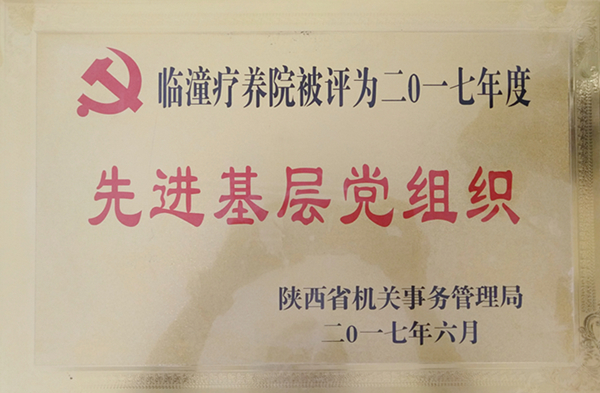 临潼疗养院被评为二0一七年度
先进基层党组织
陕西省机关事务管理局
二0一七年六月